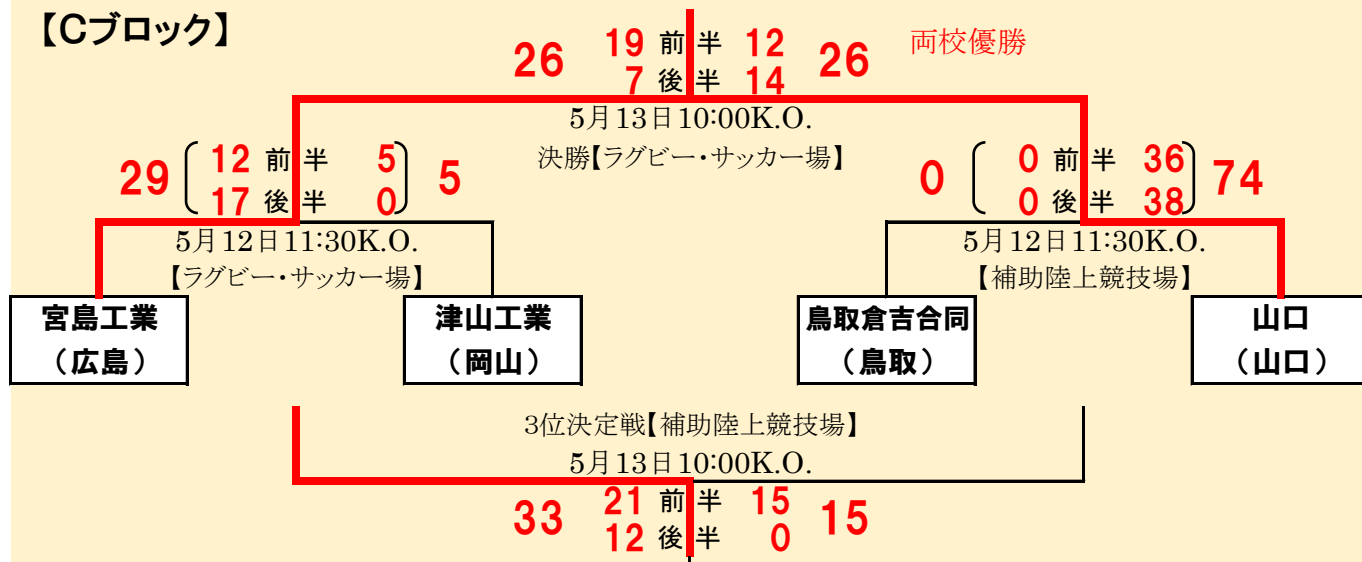 【Cブロック】
26 19 前半 12 26 両校優勝
7 後半 14
5月13日10:00K.O.
決勝【ラグビー・サッカー場】
29 12 前半 5 5
17 後半 0
0 0 前半 36 74
0 後半 38
5月12日11:30K.O.
【ラグビー・サッカー場】
5月12日11:30K.O.
【補助陸上競技場】
宮島工業
（広島）
津山工業
（岡山）
鳥取倉吉合同
（鳥取）
山口
（山口）
3位決定戦【補助陸上競技場】
5月13日10:00K.O.
33 21 前半 15 15
12 後半 0